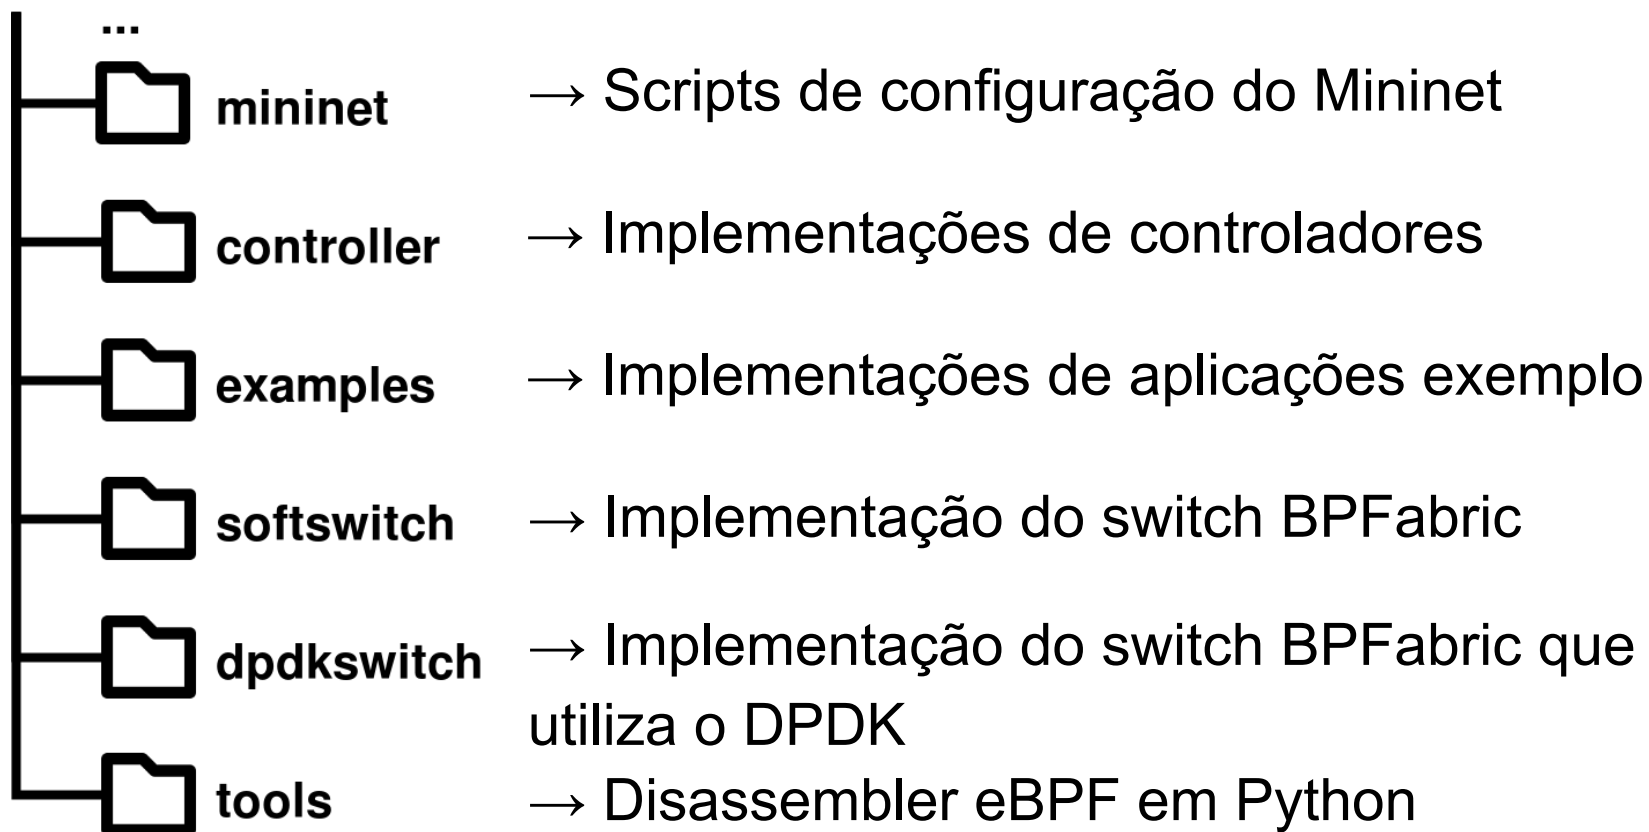 ...
mininet → Scripts de configuração do Mininet
controller → Implementações de controladores
examples → Implementações de aplicações exemplo
softswitch → Implementação do switch BPFabric
dpdkswitch → Implementação do switch BPFabric que
utiliza o DPDK
tools → Disassembler eBPF em Python